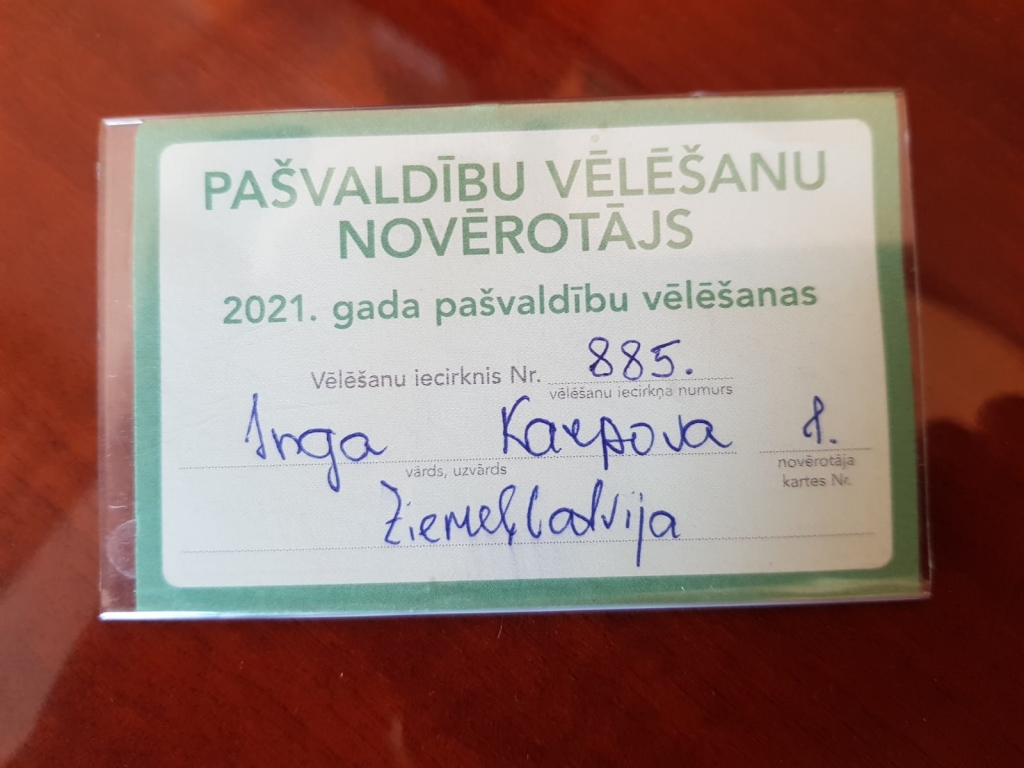 PAŠVALDĪBU VĒLĒŠANU
NOVĒROTĀJS
2021. gada pašvaldību vēlēšanas
Vēlēšanu iecirknis Nr. 885.
vēlēšanu iecirkņa numurs
Inga Karpova
vārds, uzvārds
novērotāja
kartes Nr.
Ziemeļlatvija